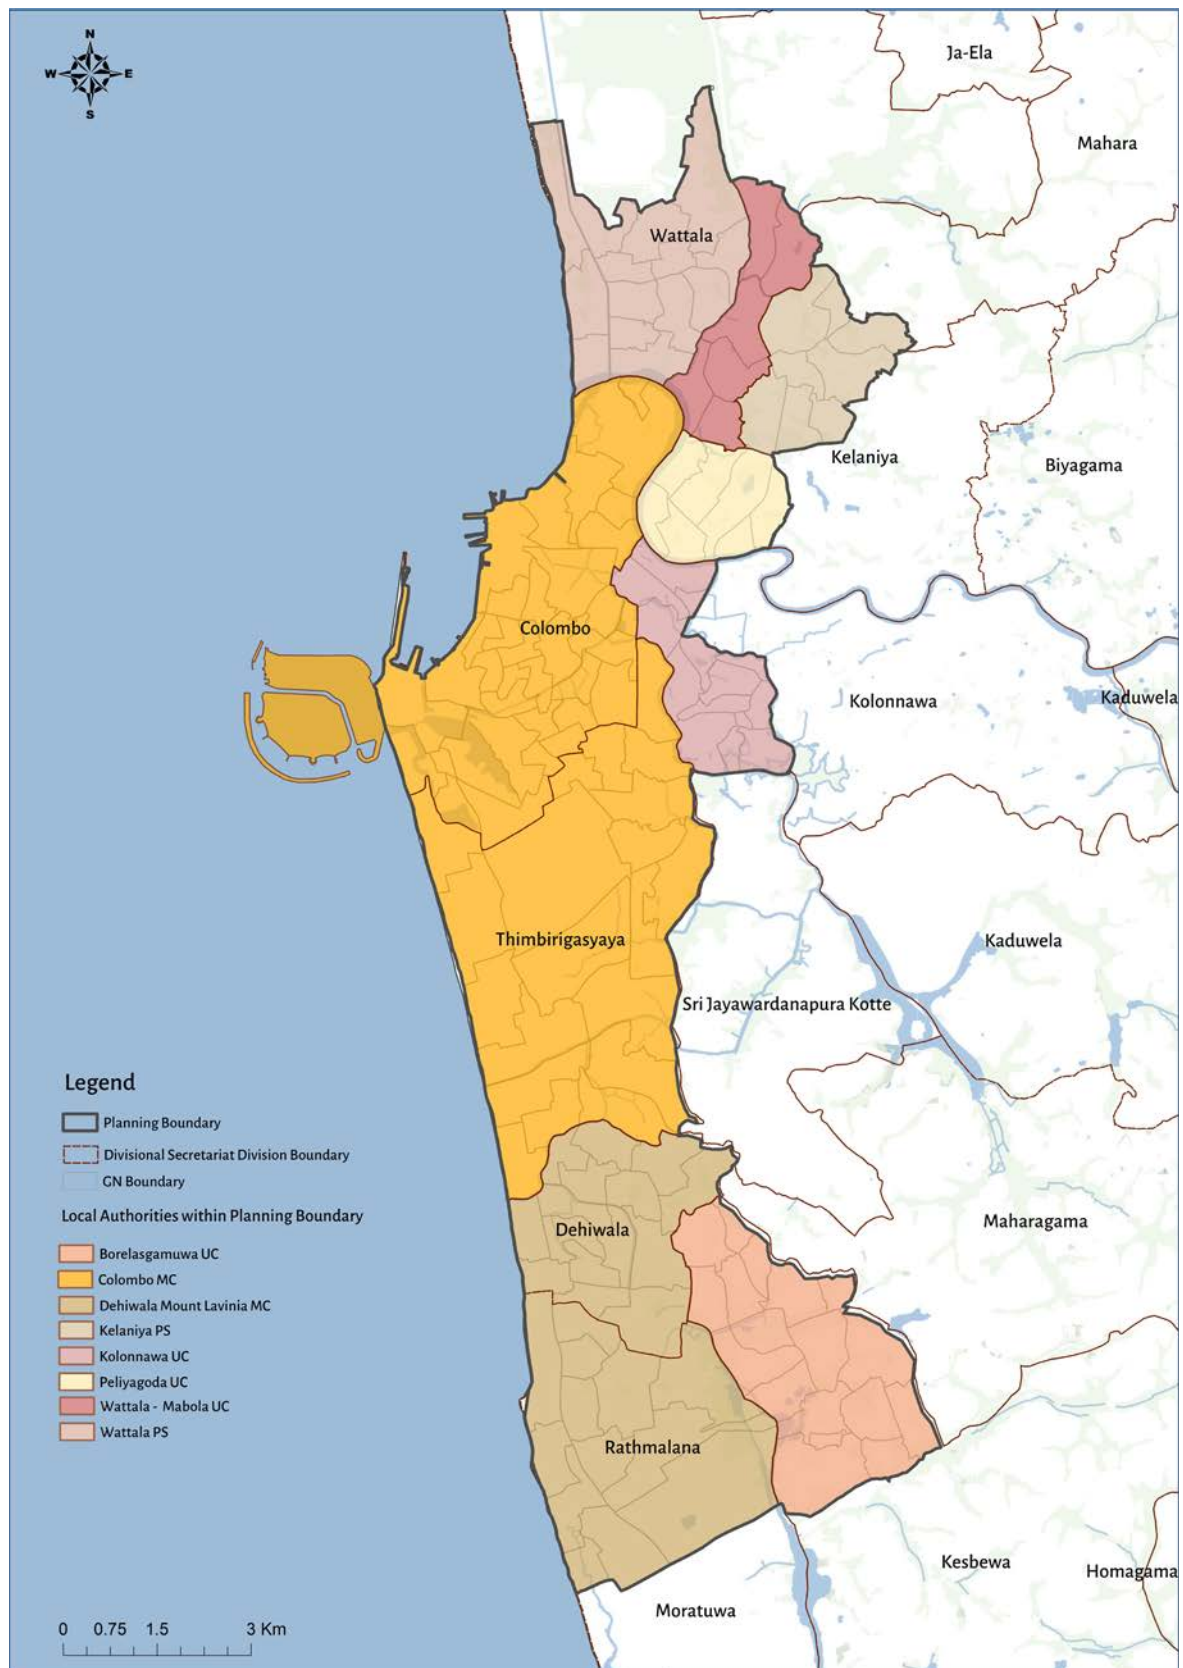 N
W E
S
Ja-Ela
Mahara
Wattala
Kelaniya
Biyagama
Colombo
Kolonnawa
Kaduwela
Thimbirigasyaya
Kaduwela
Sri Jayawardanapura Kotte
Maharagama
Dehiwala
Rathmalana
Kesbewa
Homagama
Moratuwa
Legend
Planning Boundary
Divisional Secretariat Division Boundary
GN Boundary
Local Authorities within Planning Boundary
Borelasgamuwa UC
Colombo MC
Dehiwala Mount Lavinia MC
Kelaniya PS
Kolonnawa UC
Peliyagoda UC
Wattala - Mabola UC
Wattala PS
0 0.75 1.5 3 Km